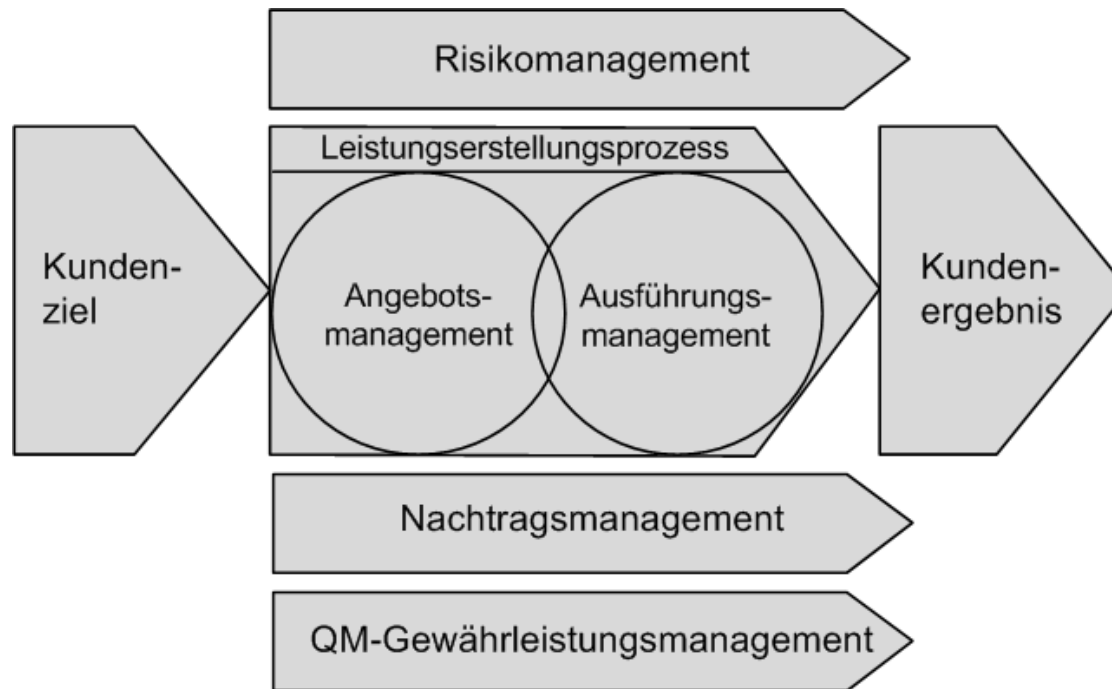 Risikomanagement
Leistungserstellungsprozess
Kunden-
ziel
Angebots-
management
Ausführungs-
management
Kunden-
ergebnis
Nachtragsmanagement
QM-Gewährleistungsmanagement